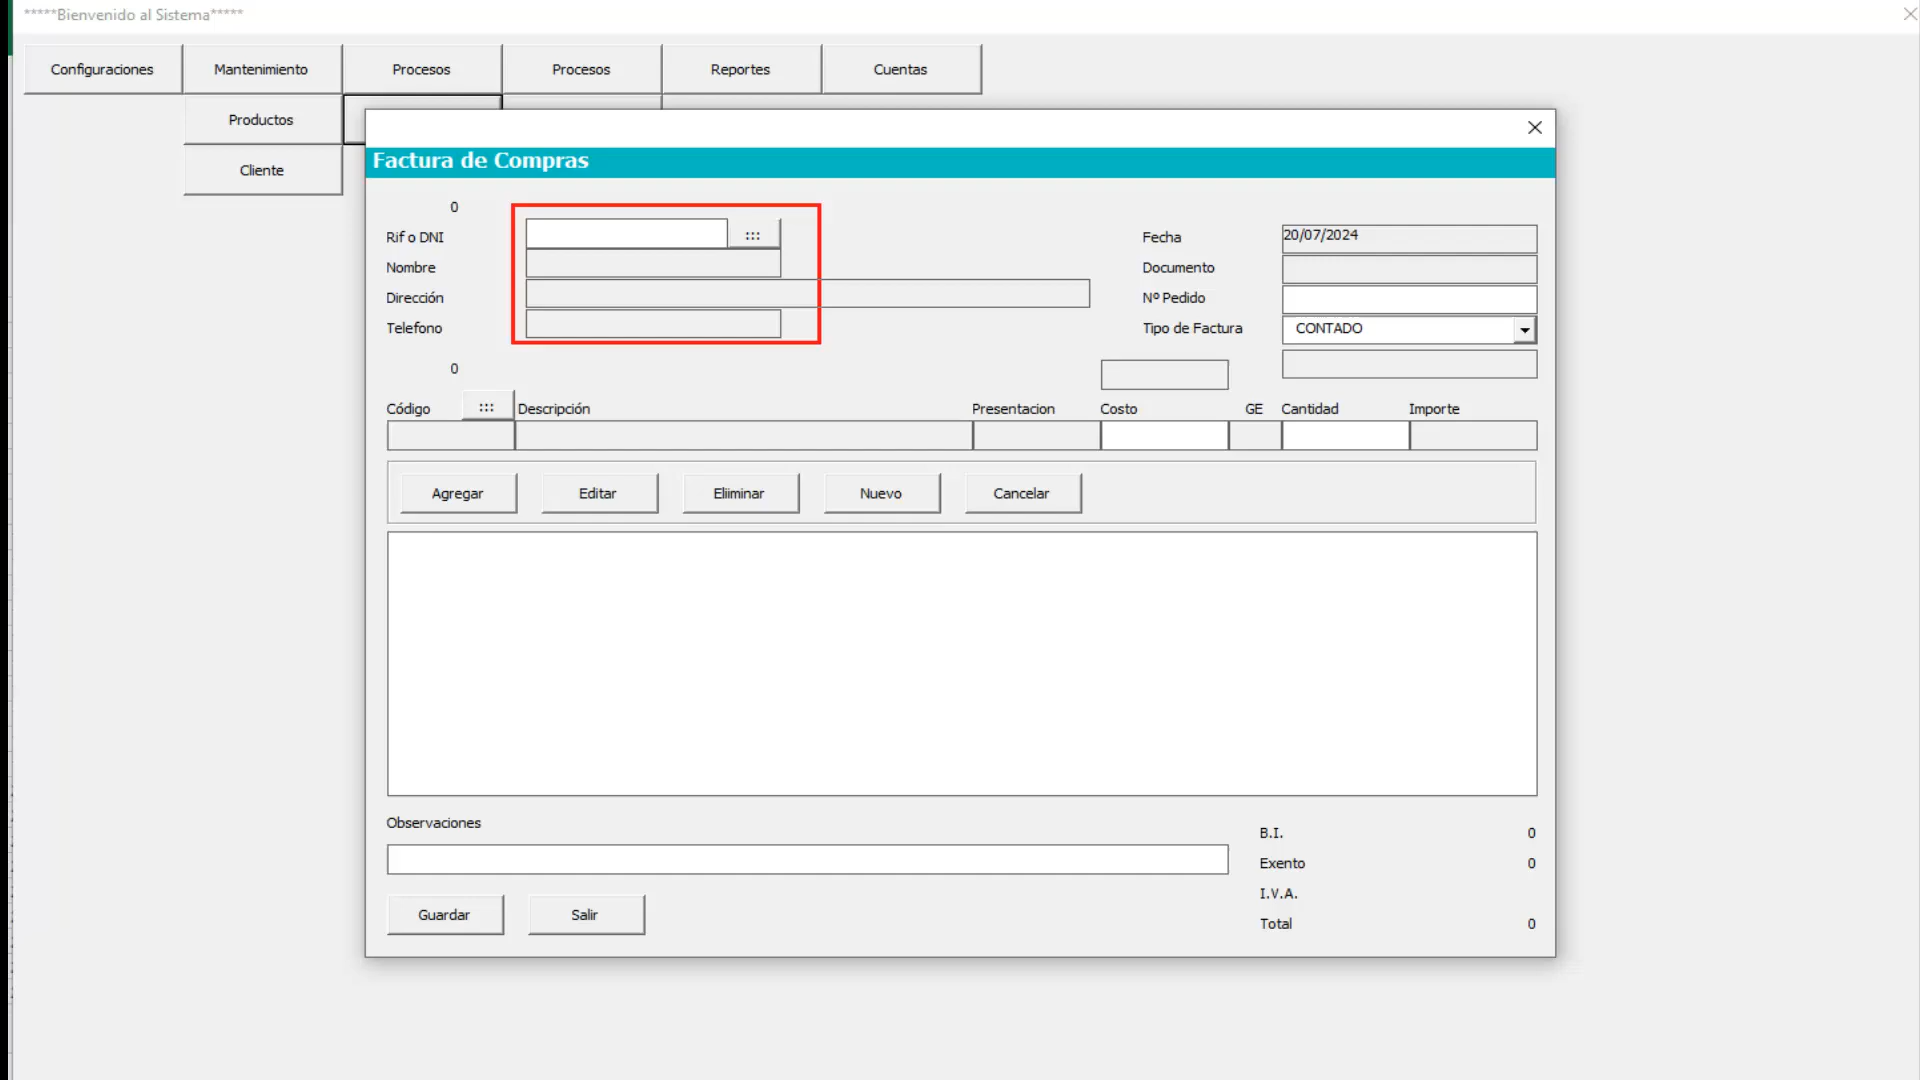 *****Bienvenido al Sistema*****
Configuraciones Mantenimiento Procesos Procesos Reportes Cuentas
Productos
Cliente
Factura de Compras
0
Rif o DNI Fecha 20/07/2024
Nombre Documento
Dirección Nº Pedido
Telefono Tipo de Factura CONTADO
0
Código Descripción Presentacion Costo GE Cantidad Importe
Agregar Editar Eliminar Nuevo Cancelar
Observaciones
B.I. 0
Exento 0
I.V.A.
Total 0
Guardar Salir